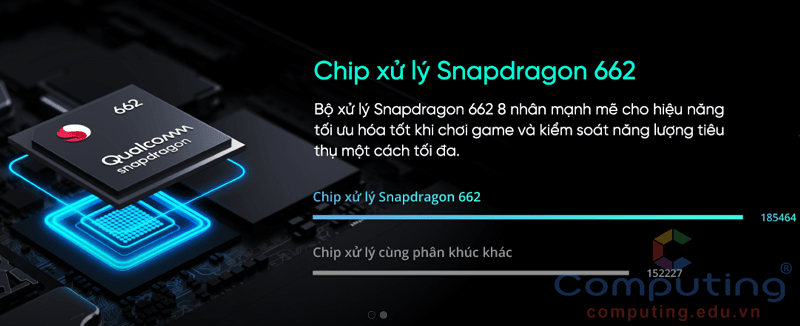 Chip xử lý Snapdragon 662
Bộ xử lý Snapdragon 662 8 nhân mạnh mẽ cho hiệu năng
tối ưu hóa tốt khi chơi game và kiểm soát năng lượng tiêu
thụ một cách tối đa.
662
Qualcomm
snapdragon
Chip xử lý Snapdragon 662
185464
Chip xử lý cùng phân khúc khác
152227
Computing®
computing.edu.vn